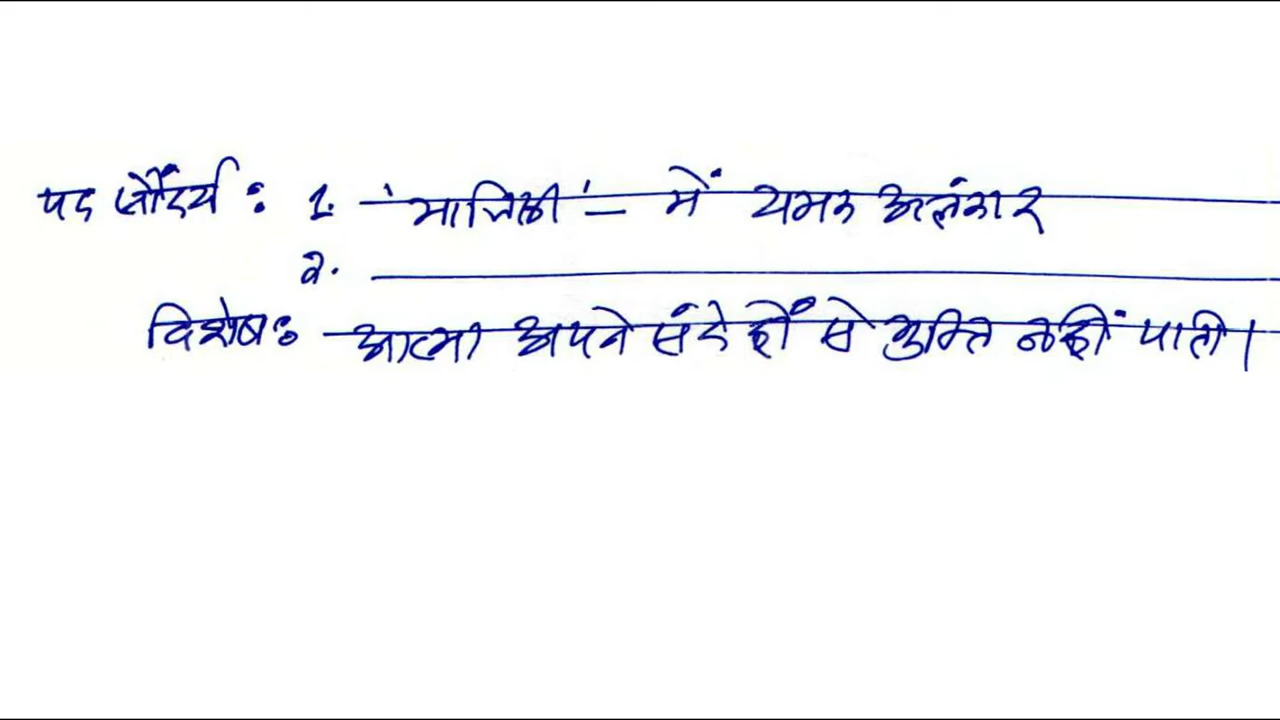 पद सौंदर्य : 1. — ' ' — में यमक अलंकार
2.
विशेष : — आत्मा अपने संदेशों से मुक्ति नहीं पाती।